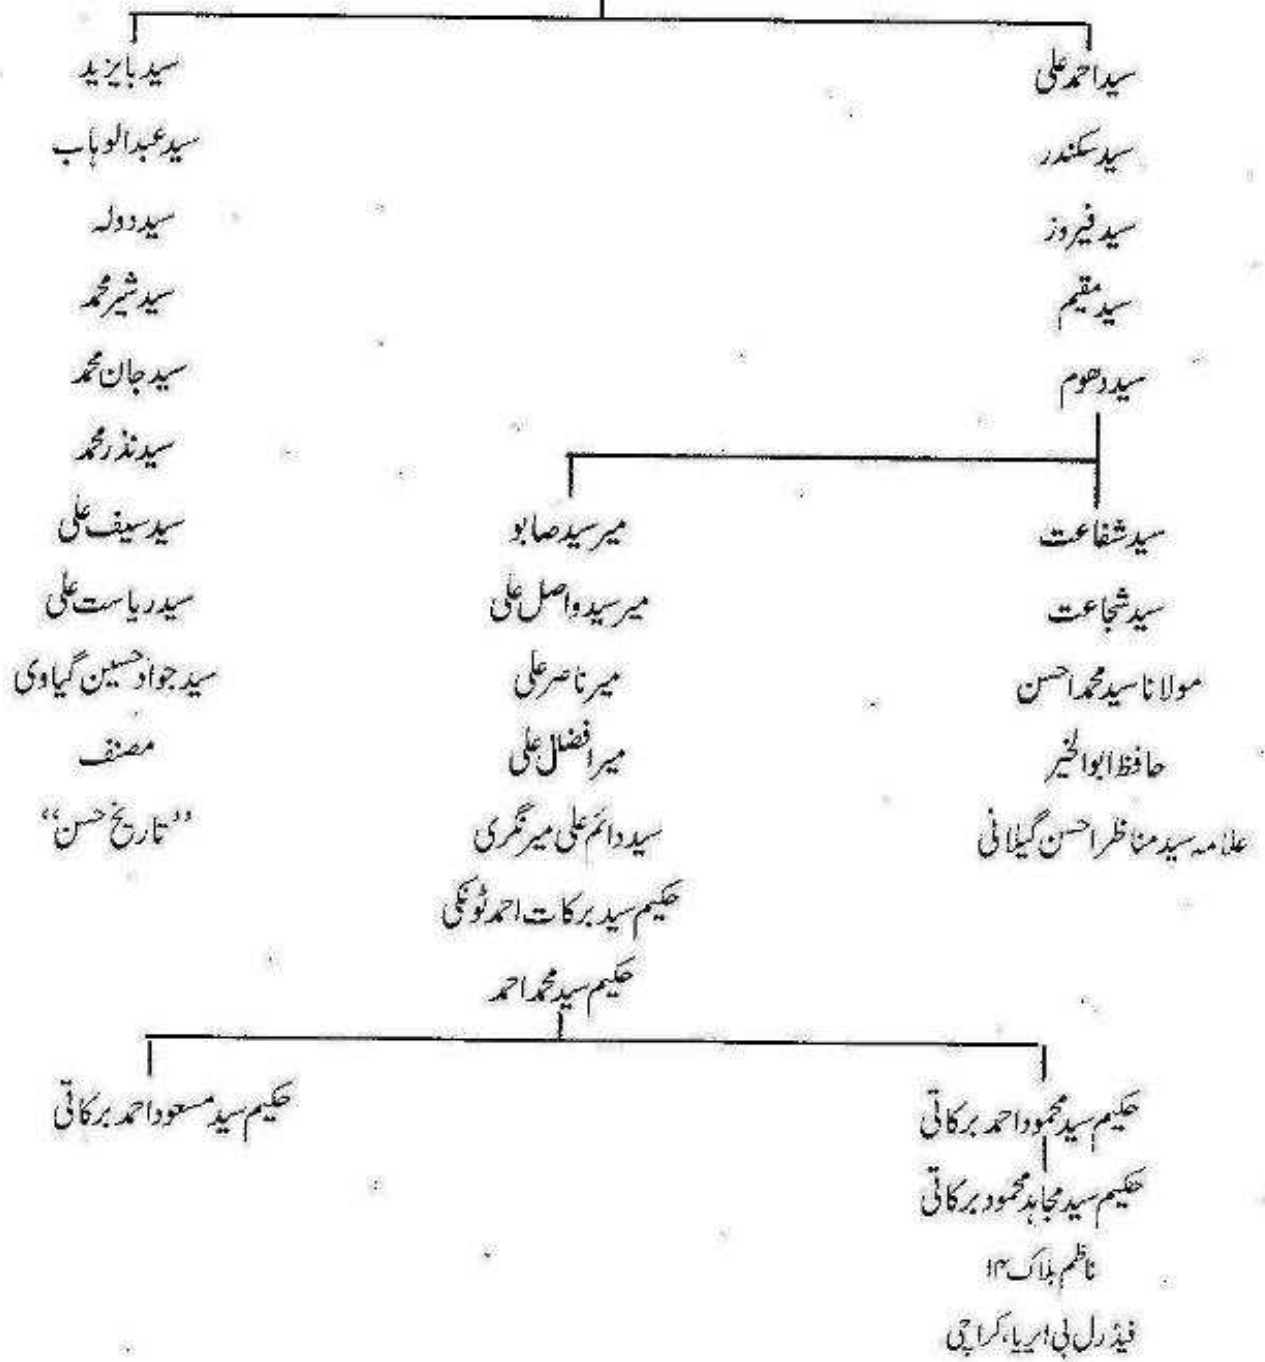 سید احمد علی
سید سکندر
سید فیروز
سید مقیم
سید دھوم
سید شفاعت
سید شجاعت
مولانا سید محمد احسن
حافظ ابوالخیر
علامہ سید مناظر احسن گیلانی
میر سید صابو
میر سید واصل علی
میر ناصر علی
میر افضل علی
سید دائم علی میر نگری
حکیم سید برکات احمد ٹونکی
حکیم سید محمد احمد
حکیم سید محمود احمد برکاتی
حکیم سید مجاہد محمود برکاتی
ناظم بلاک ۱۴
فیڈرل بی ایریا، کراچی
حکیم سید مسعود احمد برکاتی
سید بایزید
سید عبدالوہاب
سید دولہ
سید شیر محمد
سید جان محمد
سید نذر محمد
سید سیف علی
سید ریاست علی
سید جواد حسین گیاوی
مصنف
’’تاریخ حسن‘‘